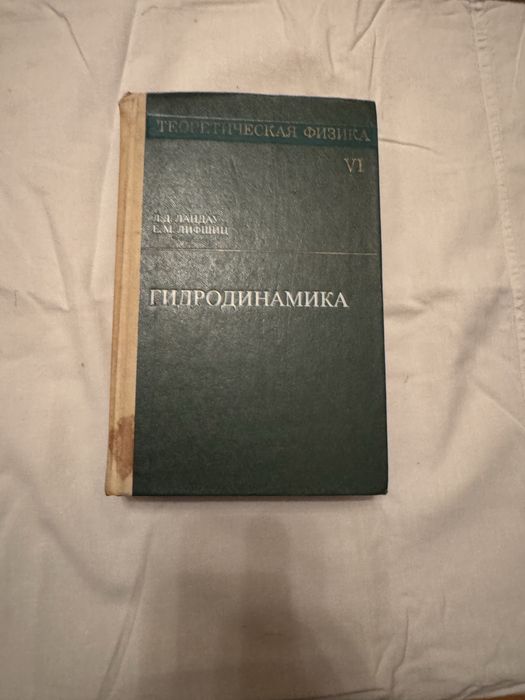 ТЕОРЕТИЧЕСКАЯ ФИЗИКА
VI
Л.Д. ЛАНДАУ
Е.М. ЛИФШИЦ
ГИДРОДИНАМИКА